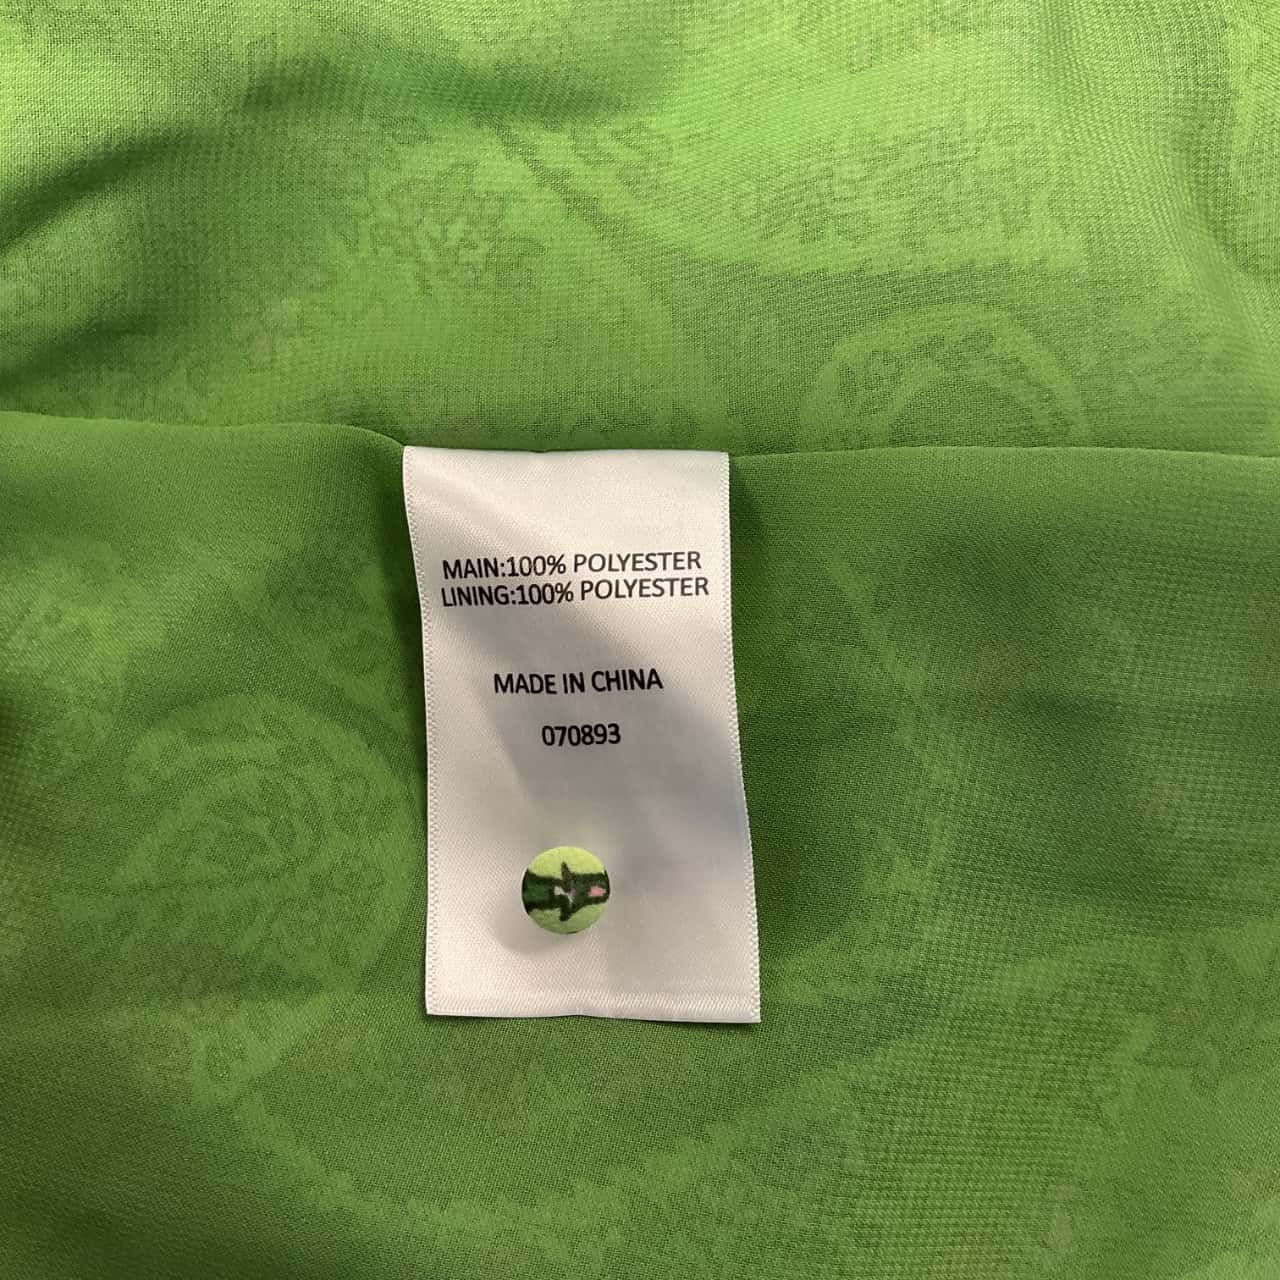 MAIN:100% POLYESTER
LINING:100% POLYESTER
MADE IN CHINA
070893